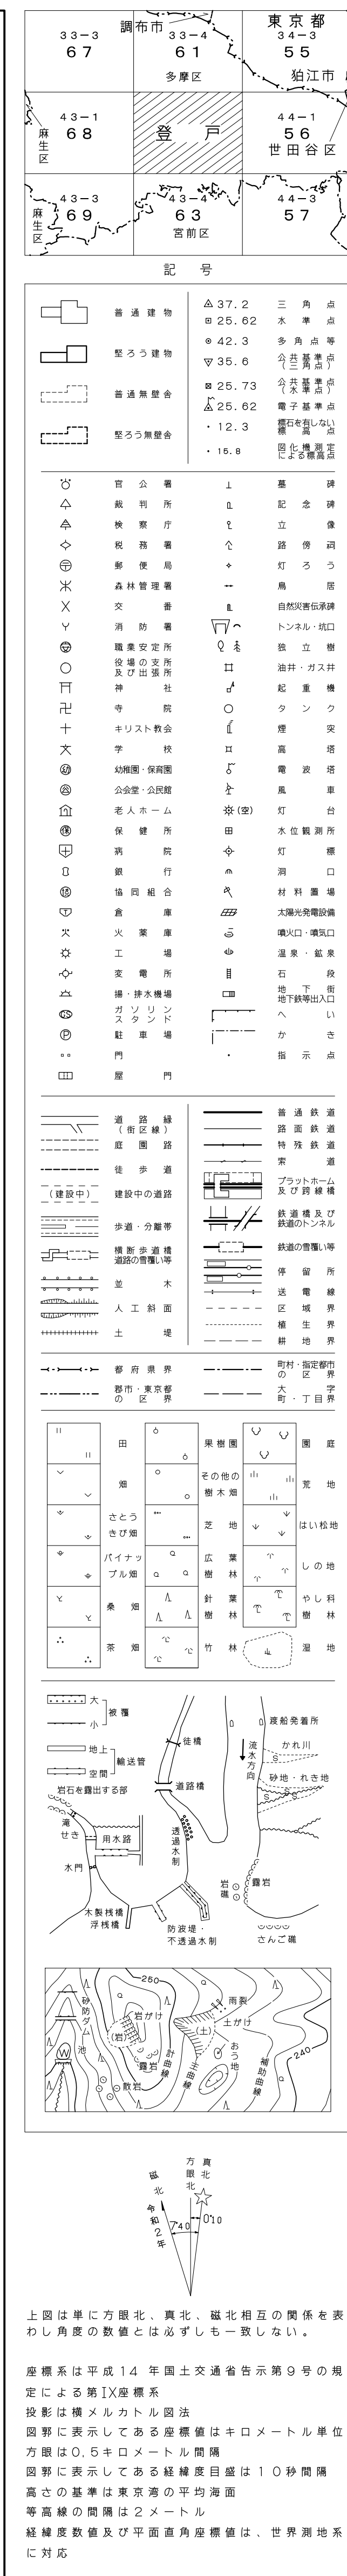 調布市
東京都
33-3
33-4
34-3
67
61
55
多摩区
狛江市
43-1
44-1
68
登戸
56
麻生区
世田谷区
43-3
43-4
44-3
69
63
57
麻生区
宮前区
記号
普通建物
堅ろう建物
普通無壁舎
堅ろう無壁舎
37.2 三角点
25.62 水準点
42.3 多角点等
35.6 公共基準点
(三角点)
25.73 公共基準点
(水準点)
25.62 電子基準点
12.3 標石を有しない
標高点
15.8 図化機測定
による標高点
官公署
裁判所
検察庁
税務署
郵便局
森林管理署
交番
消防署
職業安定所
役場の支所
及び出張所
神社
寺院
キリスト教会
文 学校
幼 幼稚園・保育園
公 公会堂・公民館
老人ホーム
保 保健所
病院
銀行
協 協同組合
倉庫
火薬庫
工場
変電所
揚・排水機場
GS ガソリン
スタンド
P 駐車場
門
屋門
墓碑
記念碑
立像
路傍祠
灯ろう
鳥居
自然災害伝承碑
トンネル・坑口
独立樹
油井・ガス井
起重機
タンク
煙突
高塔
電波塔
風車
(空) 灯台
水位観測所
灯標
洞口
材料置場
太陽光発電設備
噴火口・噴気口
温泉・鉱泉
石段
地下街
地下鉄等出入口
へい
かき
指示点
道路縁
(街区線)
庭園路
徒歩道
(建設中) 建設中の道路
歩道・分離帯
横断歩道橋
道路の雪覆い等
並木
人工斜面
土堤
普通鉄道
路面鉄道
特殊鉄道
索道
プラットホーム
及び跨線橋
鉄道橋及び
鉄道のトンネル
鉄道の雪覆い等
停留所
送電線
区域界
植生界
耕地界
都府県界
郡市・東京都
の区界
町村・指定都市
の区界
大字
町・丁目界
田
畑
さとう
きび畑
パイナッ
プル畑
桑畑
茶畑
果樹園
その他の
樹木畑
芝地
広葉
樹林
針葉
樹林
竹林
園庭
荒地
はい松地
しの地
やし科
樹林
湿地
大
小
被覆
地上
空間
輸送管
岩石を露出する部
滝
せき
用水路
水門
木製桟橋
浮桟橋
徒橋
道路橋
透過水制
防波堤・
不透過水制
渡船発着所
流水方向
かれ川
砂地・れき地
岩礁
露岩
さんご礁
砂防ダム
池
W
260
岩がけ
(岩)
露岩
散岩
計曲線
主曲線
(土)
雨裂
土がけ
おう地
補助曲線
240
磁北
方眼北
真北
令和2年
7°40′
0°10′
上図は単に方眼北、真北、磁北相互の関係を表
わし角度の数値とは必ずしも一致しない。
座標系は平成14年国土交通省告示第9号の規
定による第Ⅸ座標系
投影は横メルカトル図法
図郭に表示してある座標値はキロメートル単位
方眼は0.5キロメートル間隔
図郭に表示してある経緯度目盛は10秒間隔
高さの基準は東京湾の平均海面
等高線の間隔は2メートル
経緯度数値及び平面直角座標値は、世界測地系
に対応